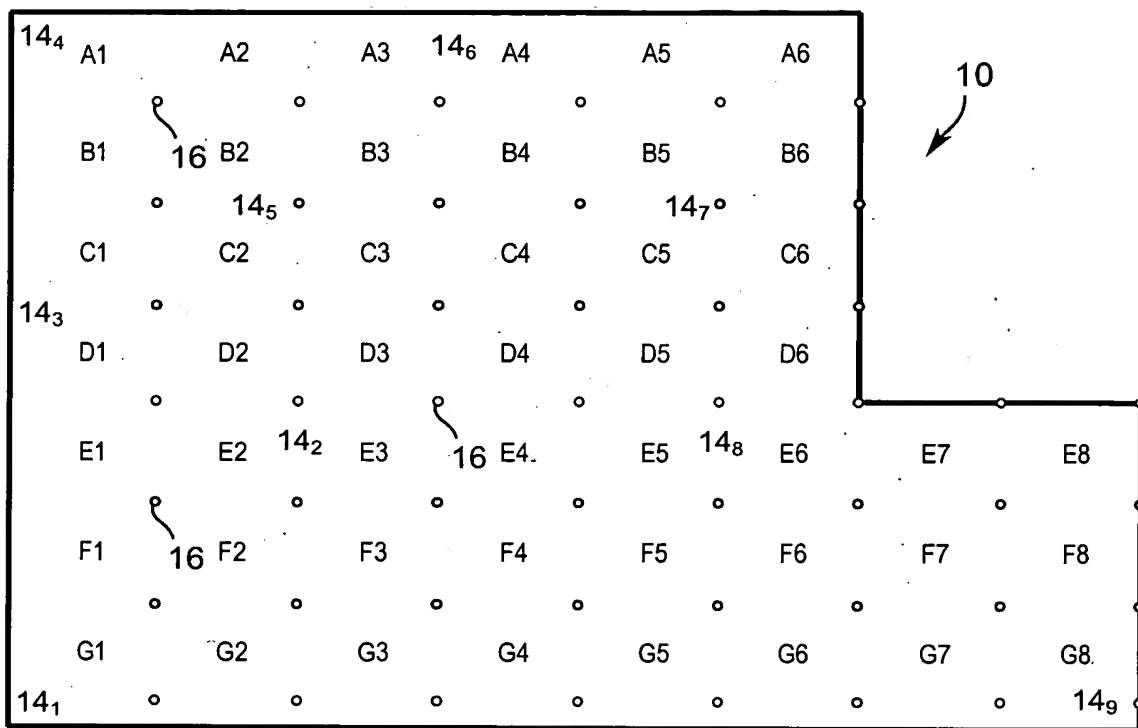 14₄ A1 A2 A3 14₆ A4 A5 A6
10
16
B1 B2 B3 B4 B5 B6
14₅ 14₇
C1 C2 C3 C4 C5 C6
14₃
D1 D2 D3 D4 D5 D6
14₂ 16 14₈
E1 E2 E3 E4 E5 E6 E7 E8
16
F1 F2 F3 F4 F5 F6 F7 F8
G1 G2 G3 G4 G5 G6 G7 G8
14₁ 14₉